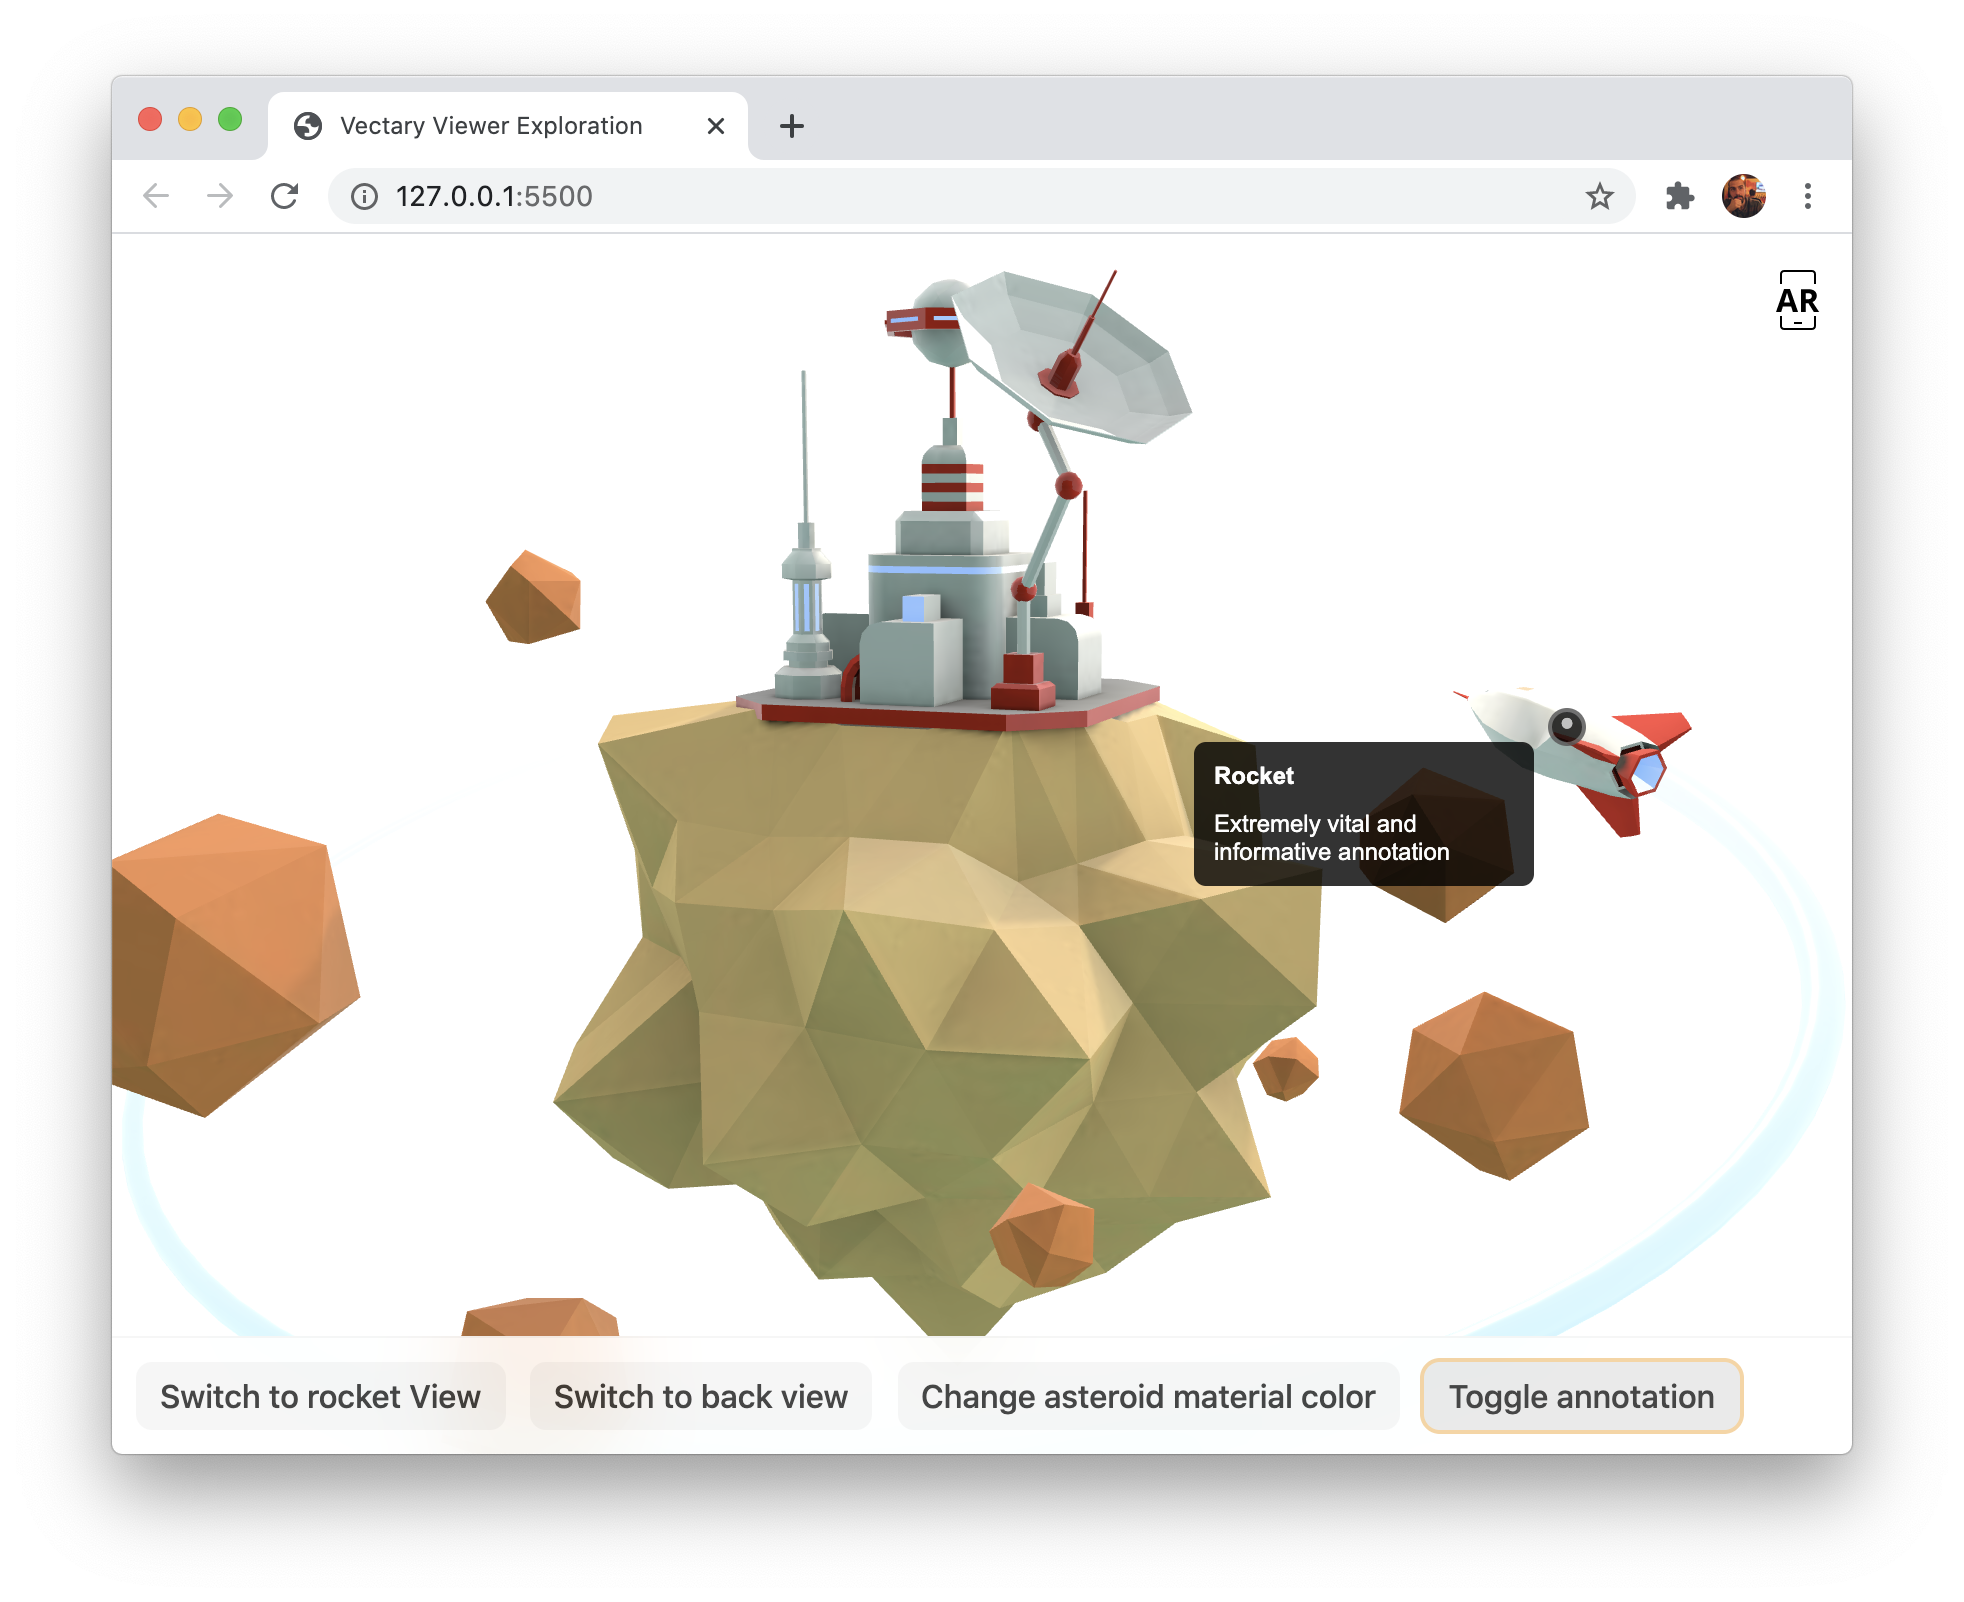 Vectary Viewer Exploration
127.0.0.1:5500
AR
Rocket
Extremely vital and
informative annotation
Switch to rocket View
Switch to back view
Change asteroid material color
Toggle annotation